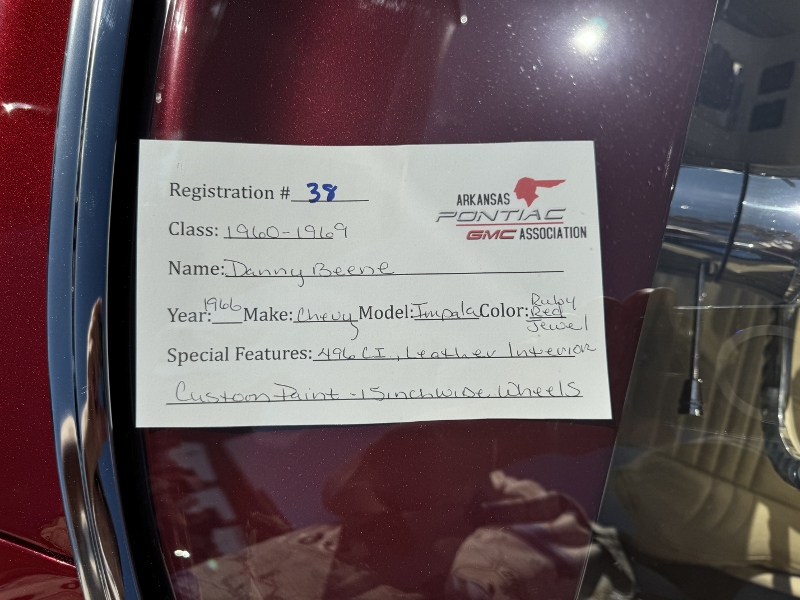 Registration # 38
ARKANSAS
PONTIAC
GMC ASSOCIATION
Class: 1960-1969
Name: Danny Beene
Year: 1966 Make: Chevy Model: Impala Color: Ruby Red Jewel
Special Features: 496 CI, Leather Interior
Custom Paint - 15 inch wide wheels